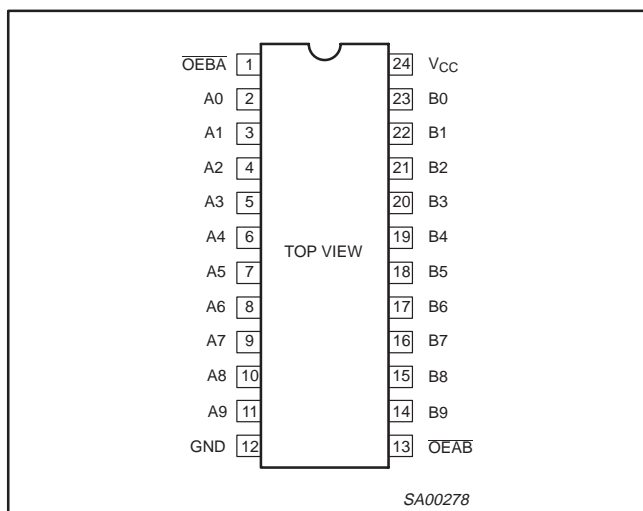 O̅E̅B̅A̅ 1 24 VCC
A0 2 23 B0
A1 3 22 B1
A2 4 21 B2
A3 5 20 B3
A4 6 19 B4
TOP VIEW
A5 7 18 B5
A6 8 17 B6
A7 9 16 B7
A8 10 15 B8
A9 11 14 B9
GND 12 13 O̅E̅A̅B̅
SA00278